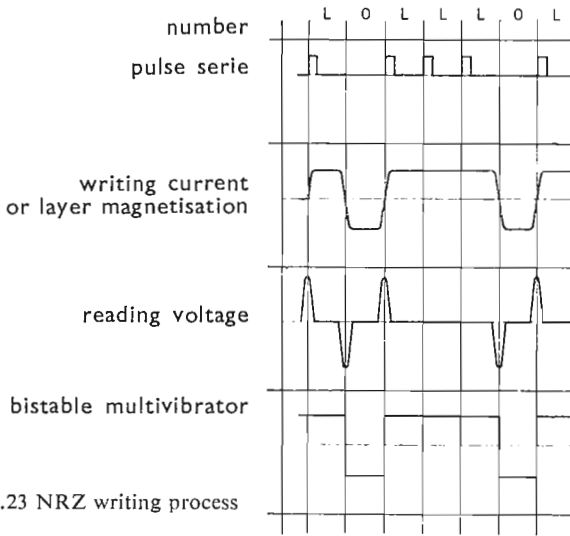 L O L L L O L
number
pulse serie
writing current
or layer magnetisation
reading voltage
bistable multivibrator
.23 NRZ writing process